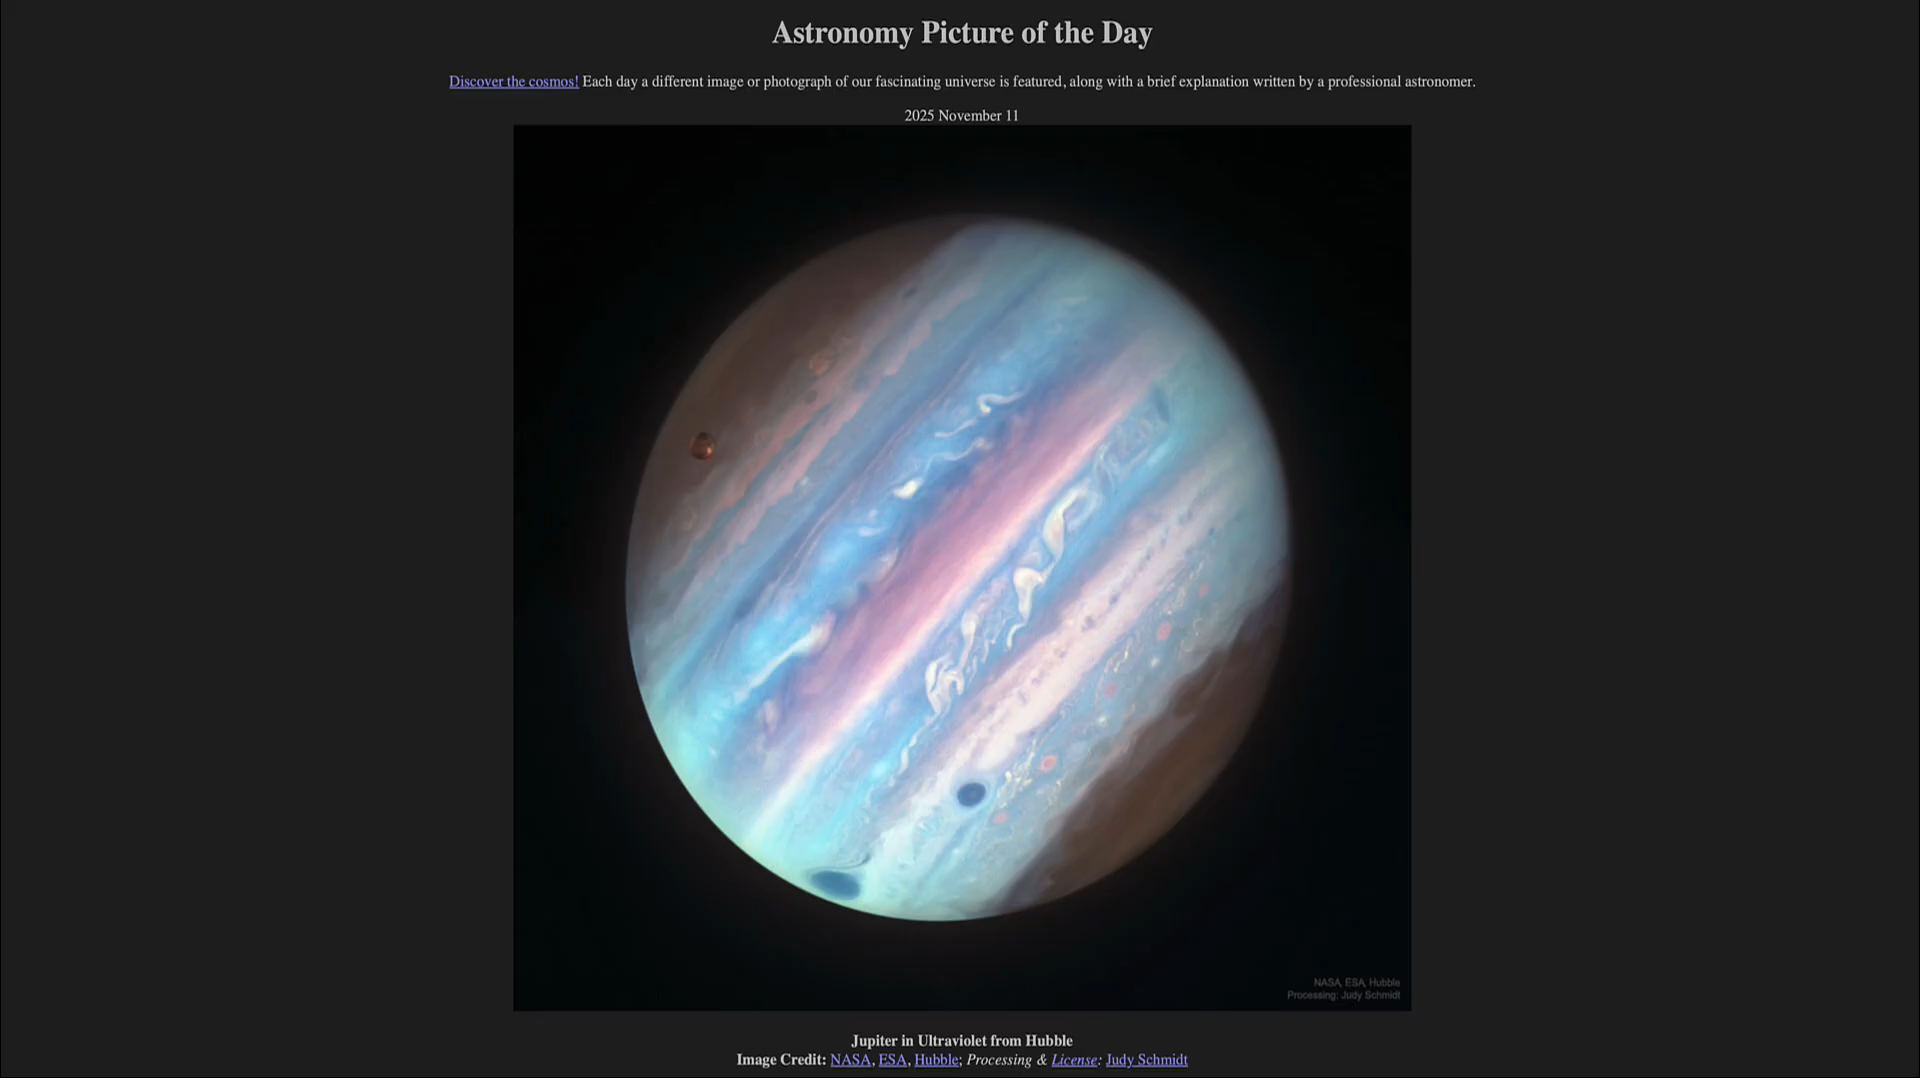 Astronomy Picture of the Day
Discover the cosmos! Each day a different image or photograph of our fascinating universe is featured, along with a brief explanation written by a professional astronomer.
2025 November 11
NASA, ESA, Hubble
Processing: Judy Schmidt
Jupiter in Ultraviolet from Hubble
Image Credit: NASA, ESA, Hubble; Processing & License: Judy Schmidt